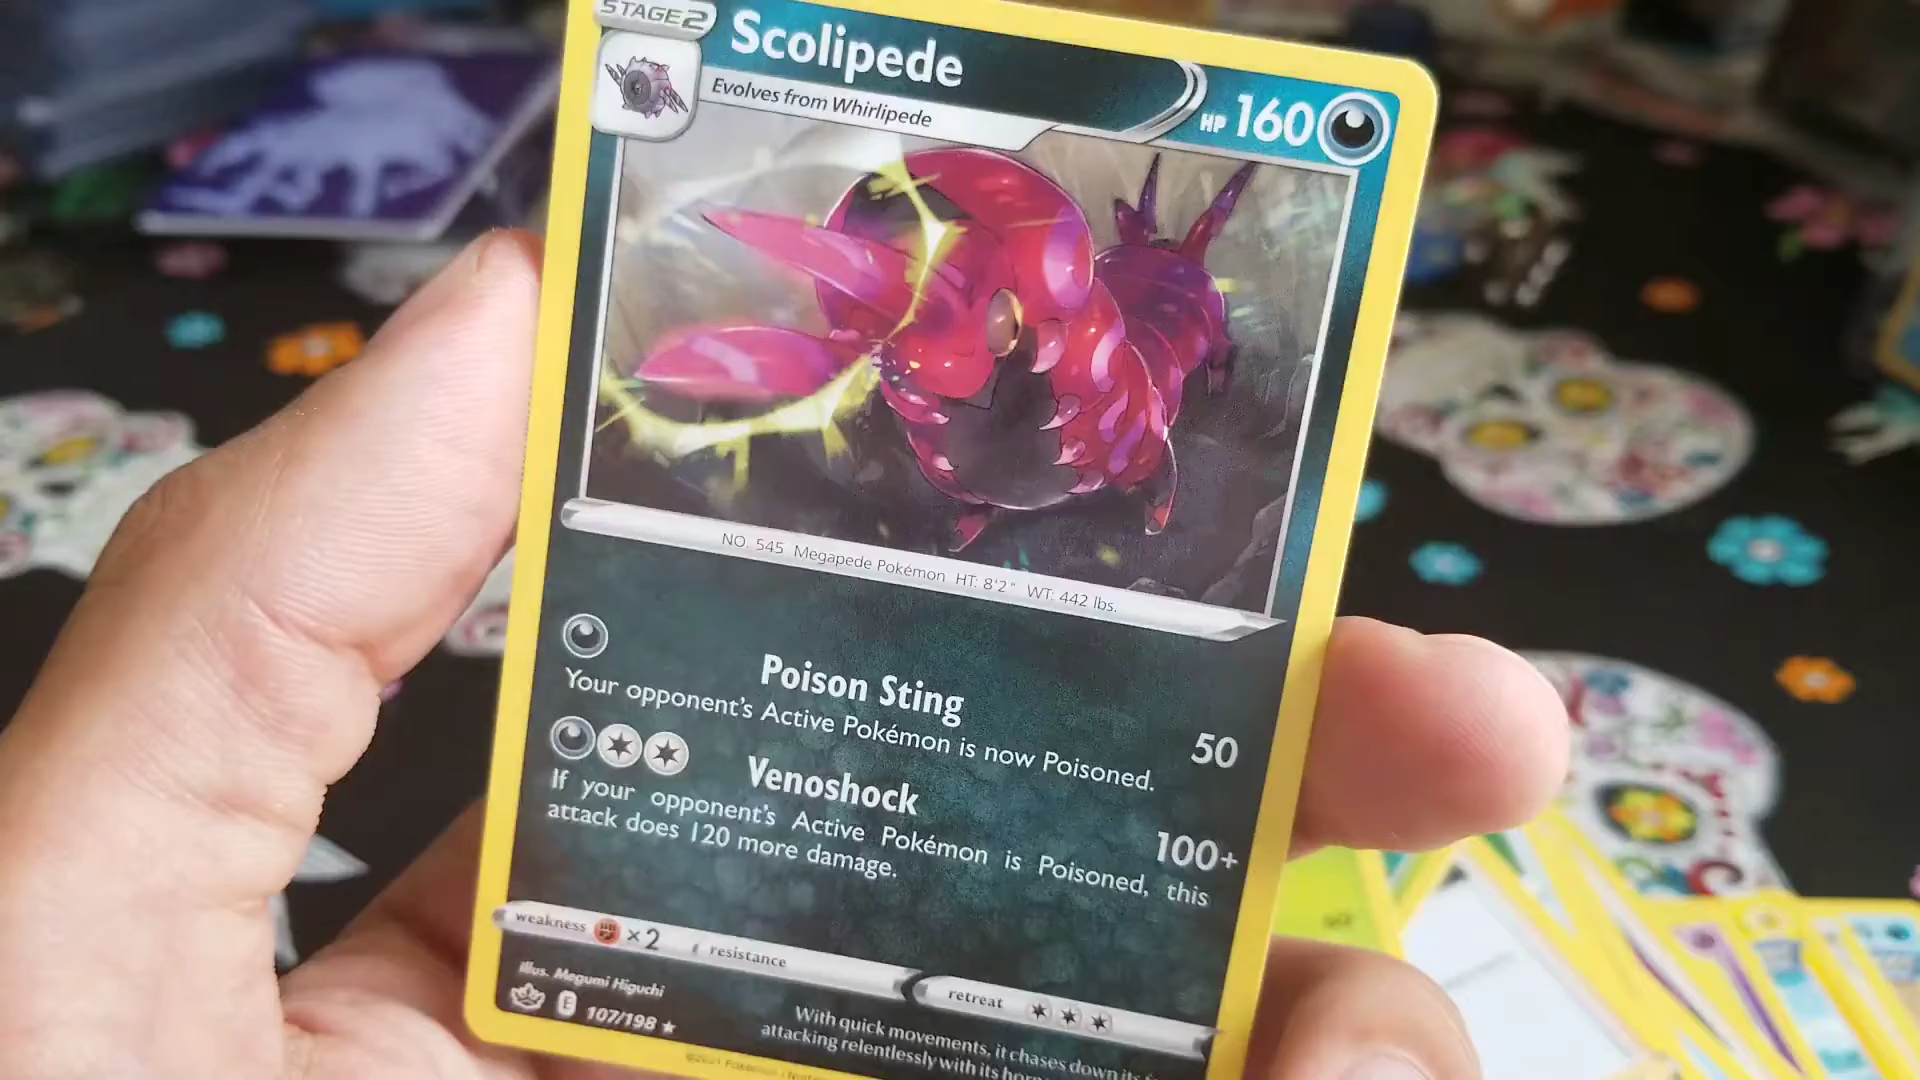 STAGE 2
Scolipede
Evolves from Whirlipede
HP 160
NO. 545 Megapede Pokémon HT: 8'2" WT: 442 lbs.
Poison Sting
50
Your opponent's Active Pokémon is now Poisoned.
Venoshock
100+
If your opponent's Active Pokémon is Poisoned, this
attack does 120 more damage.
weakness ×2 resistance
retreat
Illus. Megumi Higuchi
E 107/198 ★
With quick movements, it chases down its
attacking relentlessly with its
©2021 Pokémon